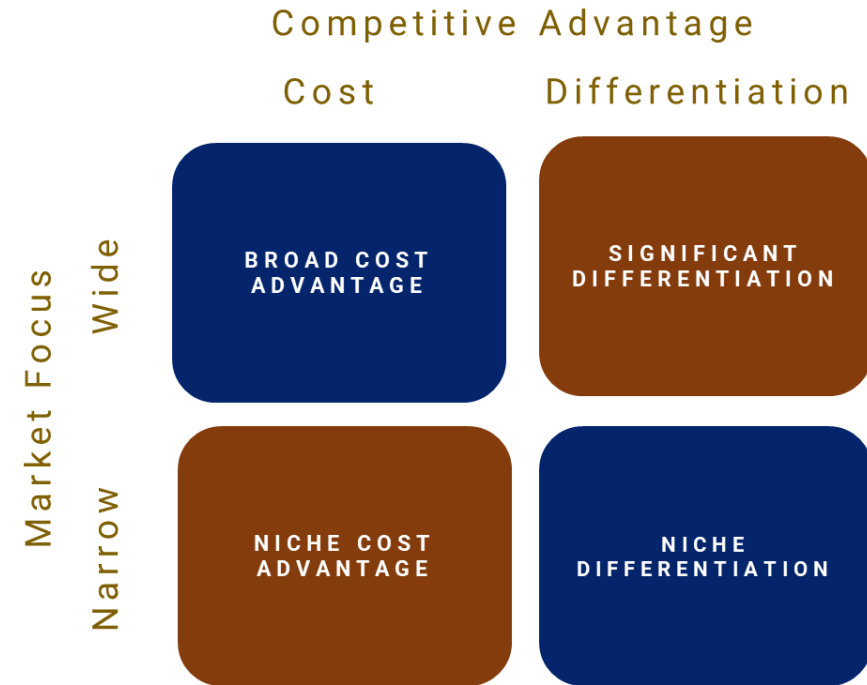 Competitive Advantage
Cost
Differentiation
Market Focus
Wide
BROAD COST
ADVANTAGE
SIGNIFICANT
DIFFERENTIATION
Narrow
NICHE COST
ADVANTAGE
NICHE
DIFFERENTIATION